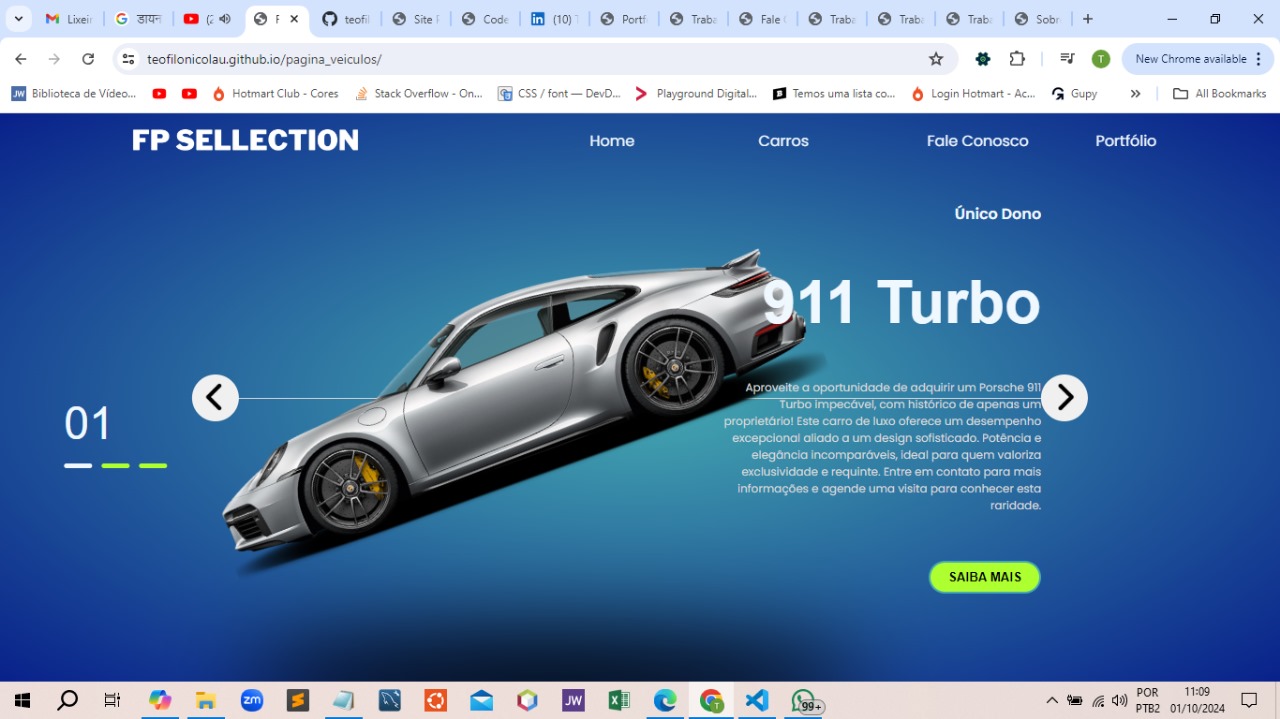 Lixeir
डायन
(2
F
teofil
Site F
Code
(10) 1
Portf
Traba
Fale C
Traba
Traba
Traba
Sobr
teofilonicolau.github.io/pagina_veiculos/
T
New Chrome available
Biblioteca de Vídeo...
Hotmart Club - Cores
Stack Overflow - On...
CSS / font — DevD...
Playground Digital...
Temos uma lista co...
Login Hotmart - Ac...
Gupy
All Bookmarks
FP SELLECTION
Home
Carros
Fale Conosco
Portfólio
Único Dono
911 Turbo
01
Aproveite a oportunidade de adquirir um Porsche 911
Turbo impecável, com histórico de apenas um
proprietário! Este carro de luxo oferece um desempenho
excepcional aliado a um design sofisticado. Potência e
elegância incomparáveis, ideal para quem valoriza
exclusividade e requinte. Entre em contato para mais
informações e agende uma visita para conhecer esta
raridade.
SAIBA MAIS
zm
JW
99+
POR
PTB2
11:09
01/10/2024